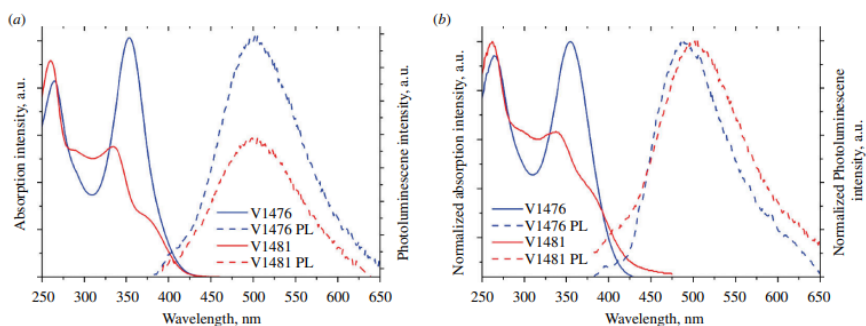 (a)
Absorption intensity, a.u.
V1476
V1476 PL
V1481
V1481 PL
250 300 350 400 450 500 550 600 650
Wavelength, nm
Photoluminescene intensity, a.u.
(b)
Normalized absorption intensity, a.u.
V1476
V1476 PL
V1481
V1481 PL
250 300 350 400 450 500 550 600 650
Wavelength, nm
Normalized Photoluminescene
intensity, a.u.